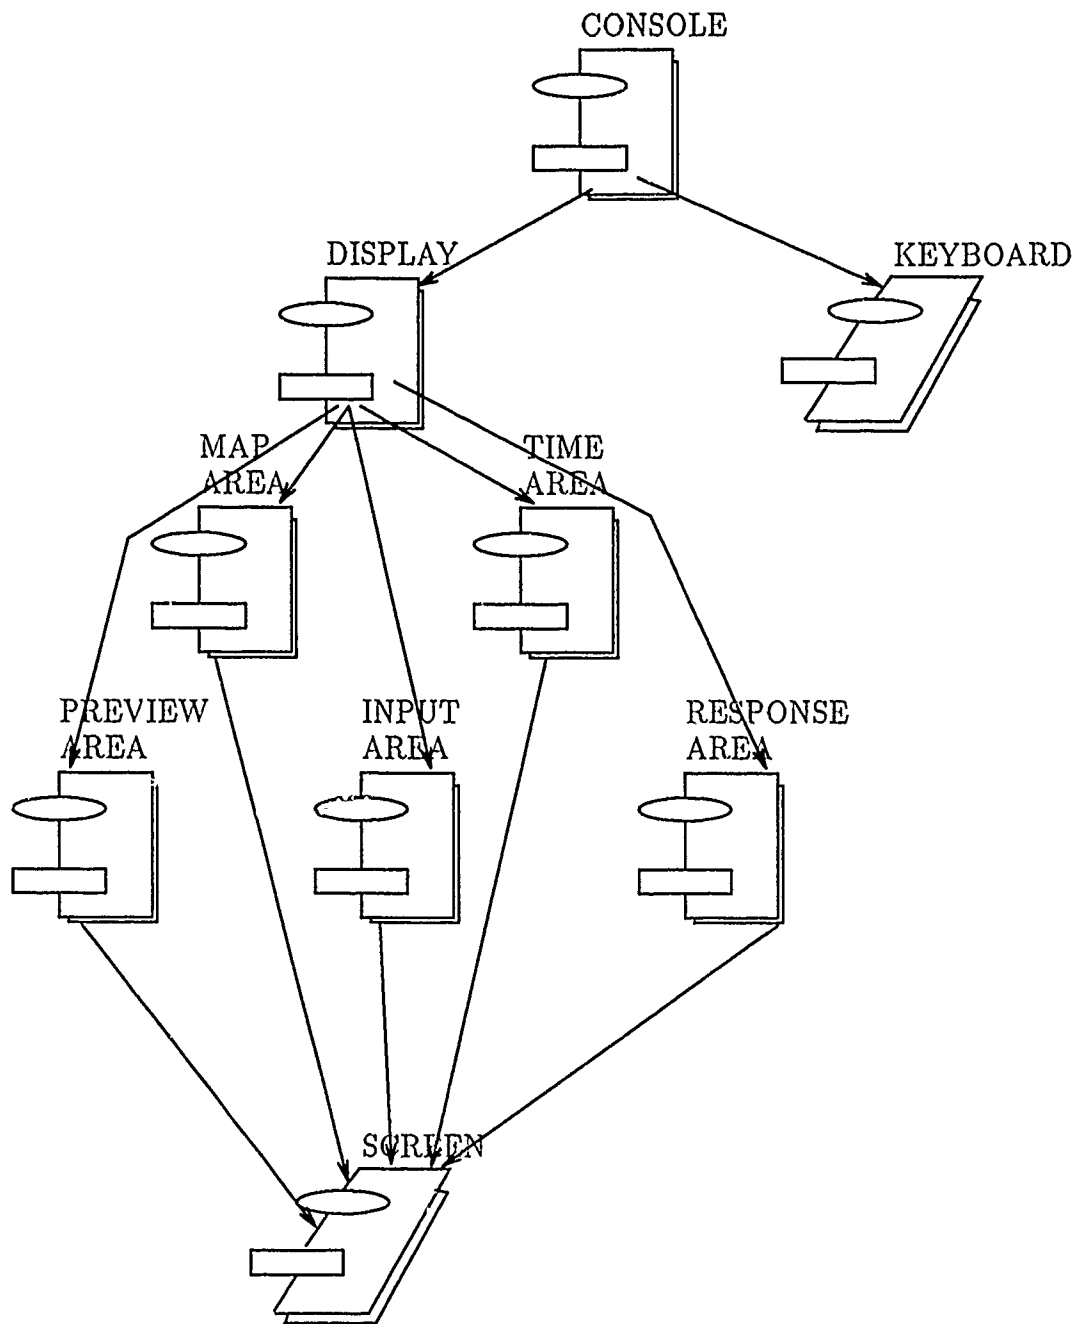 CONSOLE
DISPLAY
KEYBOARD
MAP
AREA
TIME
AREA
PREVIEW
AREA
INPUT
AREA
RESPONSE
AREA
SCREEN